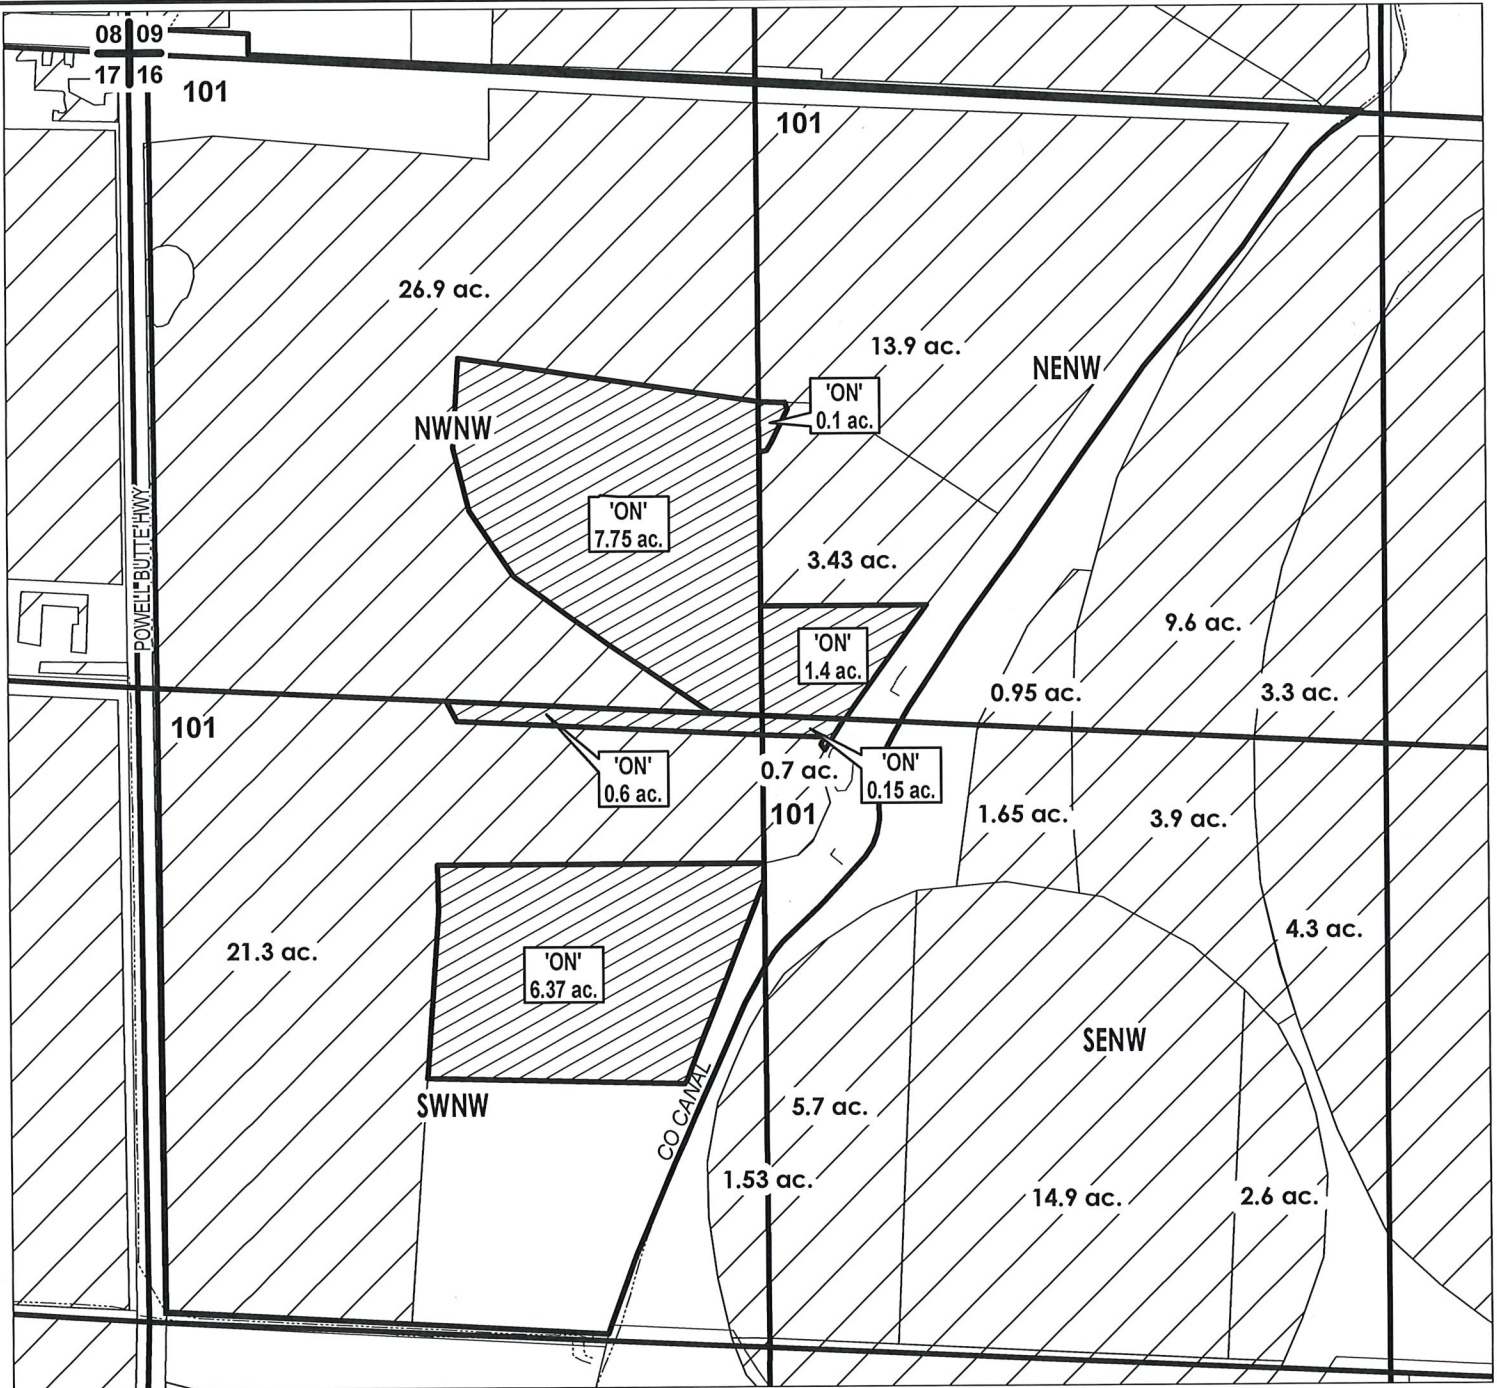 08 09
17 16
101
101
26.9 ac.
13.9 ac.
NENW
'ON'
0.1 ac.
NWNW
'ON'
7.75 ac.
POWELL BUTTE HWY
3.43 ac.
9.6 ac.
'ON'
1.4 ac.
0.95 ac.
3.3 ac.
101
'ON'
0.6 ac.
0.7 ac.
'ON'
0.15 ac.
101
1.65 ac.
3.9 ac.
4.3 ac.
21.3 ac.
'ON'
6.37 ac.
SENW
SWNW
CO CANAL
5.7 ac.
1.53 ac.
14.9 ac.
2.6 ac.